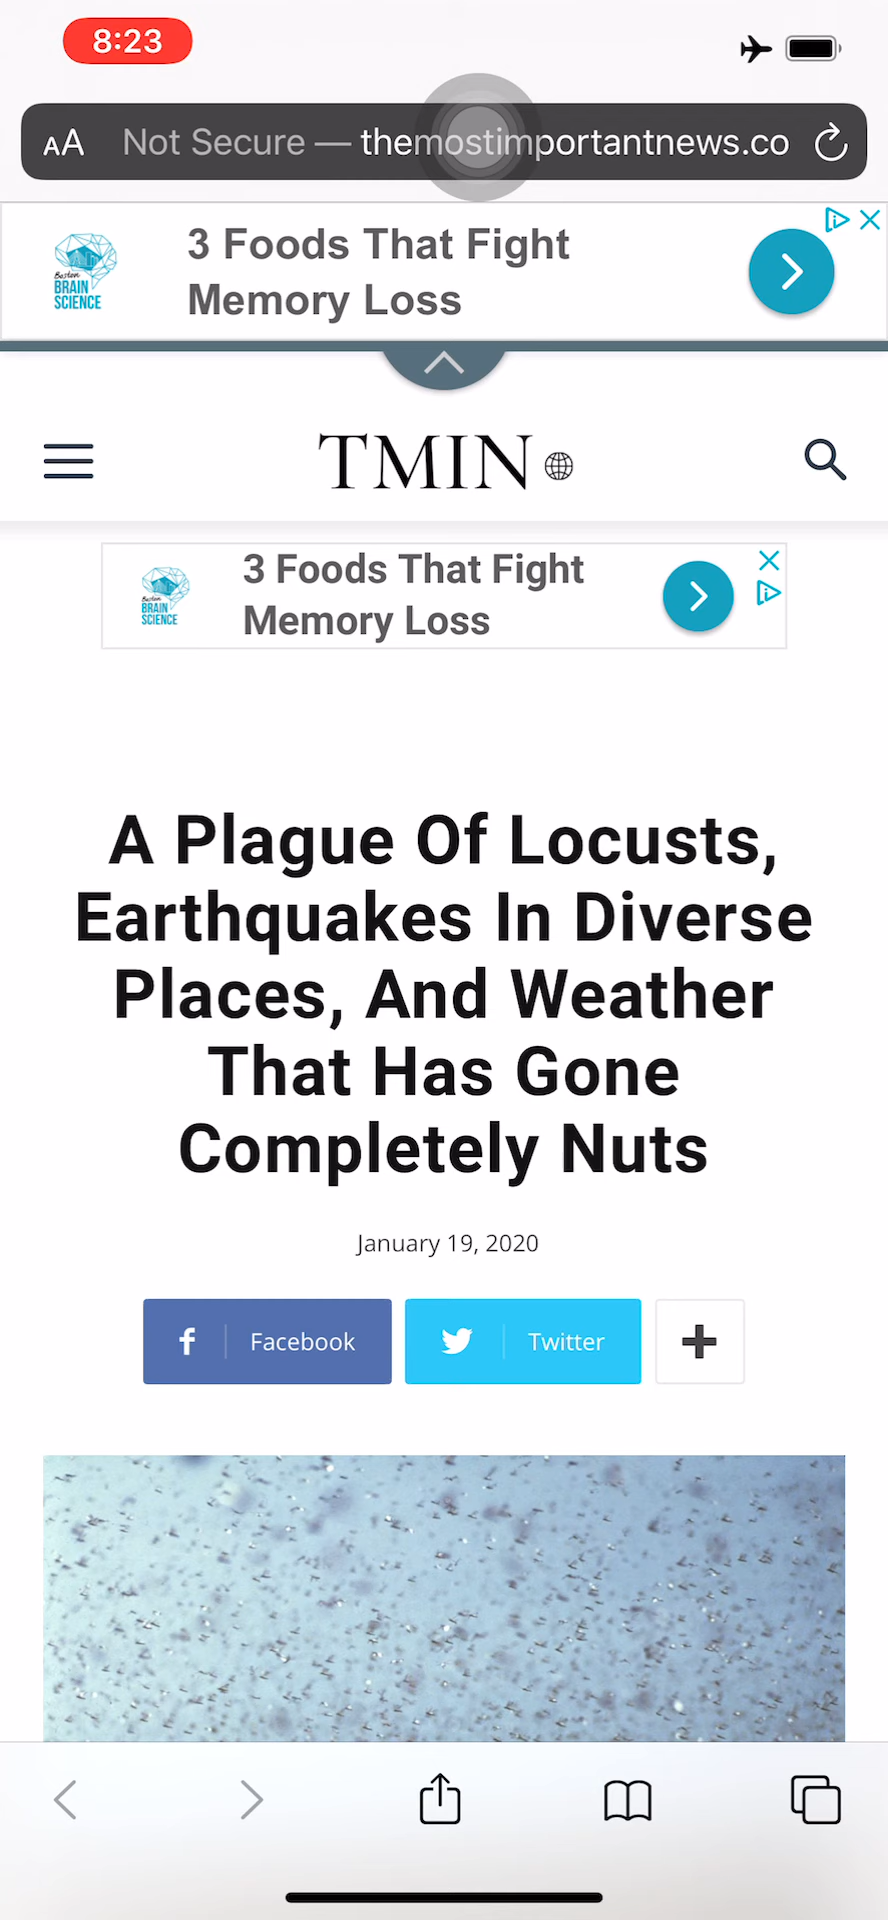 8:23
AA Not Secure — themostimportantnews.co
3 Foods That Fight
Memory Loss
Boston
BRAIN
SCIENCE
TMIN
3 Foods That Fight
Memory Loss
Boston
BRAIN
SCIENCE
A Plague Of Locusts,
Earthquakes In Diverse
Places, And Weather
That Has Gone
Completely Nuts
January 19, 2020
f Facebook
Twitter